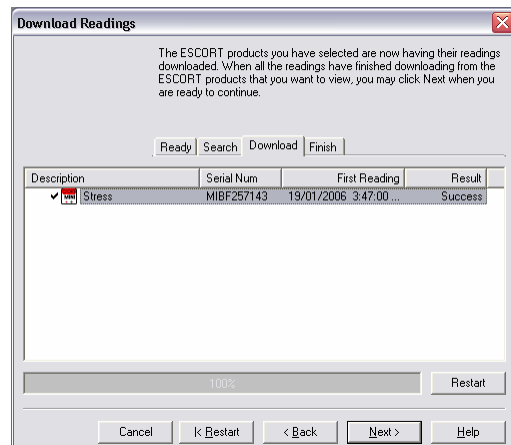 Download Readings
The ESCORT products you have selected are now having their readings
downloaded. When all the readings have finished downloading from the
ESCORT products that you want to view, you may click Next when you
are ready to continue.
Ready Search Download Finish
Description Serial Num First Reading Result
MINI Stress MIBF257143 19/01/2006 3:47:00 ... Success
100% Restart
Cancel |< Restart < Back Next > Help